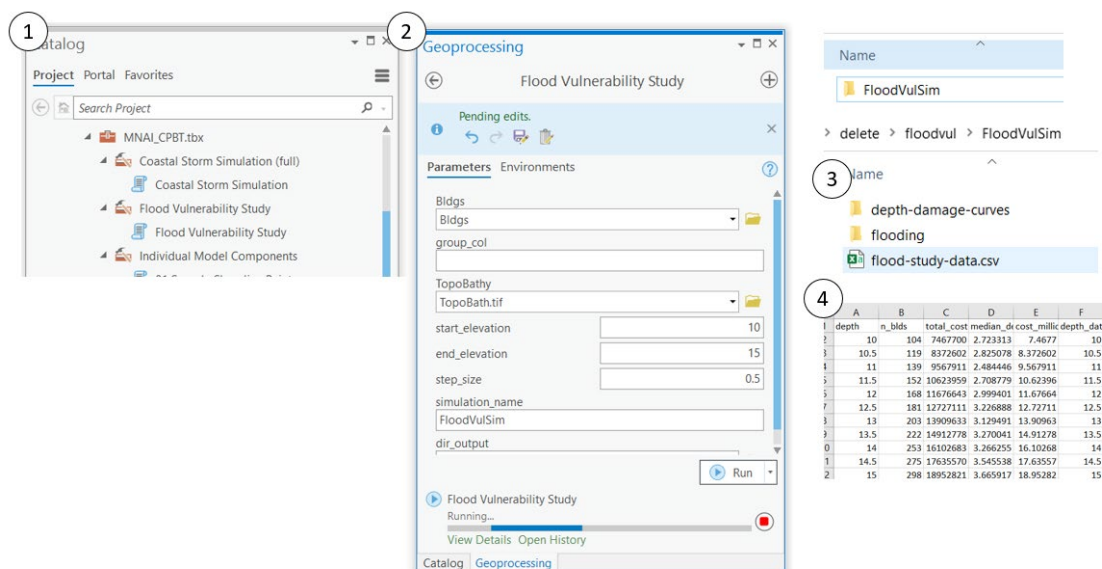 1
Catalog
Project Portal Favorites
Search Project
MNAI_CPBT.tbx
Coastal Storm Simulation (full)
Coastal Storm Simulation
Flood Vulnerability Study
Flood Vulnerability Study
Individual Model Components
2
Geoprocessing
Flood Vulnerability Study
Pending edits.
Parameters Environments
Bldgs
Bldgs
group_col
TopoBathy
TopoBath.tif
start_elevation 10
end_elevation 15
step_size 0.5
simulation_name
FloodVulSim
dir_output
Run
Flood Vulnerability Study
Running...
View Details Open History
Catalog Geoprocessing
Name
FloodVulSim
> delete > floodvul > FloodVulSim
3
Name
depth-damage-curves
flooding
flood-study-data.csv
4
A B C D E F
depth n_blds total_cost median_d cost_millic depth_dat
10 104 7467700 2.723313 7.4677 10
10.5 119 8372602 2.825078 8.372602 10.5
11 139 9567911 2.484446 9.567911 11
11.5 152 10623959 2.708779 10.62396 11.5
12 168 11676643 2.999401 11.67664 12
12.5 181 12727111 3.226888 12.72711 12.5
13 203 13909633 3.129491 13.90963 13
13.5 222 14912778 3.270041 14.91278 13.5
14 253 16102683 3.266255 16.10268 14
14.5 275 17635570 3.545538 17.63557 14.5
15 298 18952821 3.665917 18.95282 15